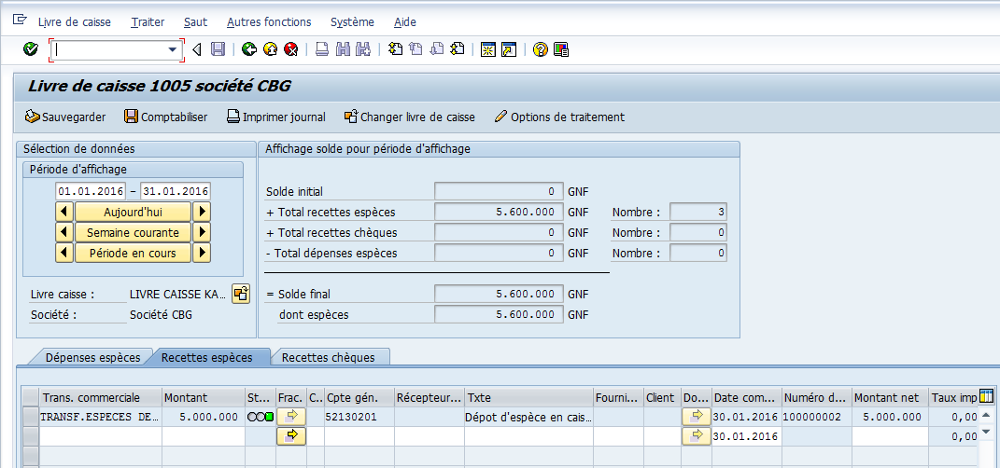 Livre de caisse Traiter Saut Autres fonctions Système Aide
Livre de caisse 1005 société CBG
Sauvegarder Comptabiliser Imprimer journal Changer livre de caisse Options de traitement
Sélection de données
Période d'affichage
01.01.2016 - 31.01.2016
Aujourd'hui
Semaine courante
Période en cours
Livre caisse : LIVRE CAISSE KA...
Société : Société CBG
Affichage solde pour période d'affichage
Solde initial 0 GNF
+ Total recettes espèces 5.600.000 GNF Nombre : 3
+ Total recettes chèques 0 GNF Nombre : 0
- Total dépenses espèces 0 GNF Nombre : 0
= Solde final 5.600.000 GNF
dont espèces 5.600.000 GNF
Dépenses espèces Recettes espèces Recettes chèques
Trans. commerciale Montant St... Frac. C.. Cpte gén. Récepteur... Txte Fourni... Client Do... Date com... Numéro d... Montant net Taux imp
TRANSF.ESPECES DE... 5.000.000 52130201 Dépôt d'espèce en cais... 30.01.2016 100000002 5.000.000 0,00
30.01.2016 0,00